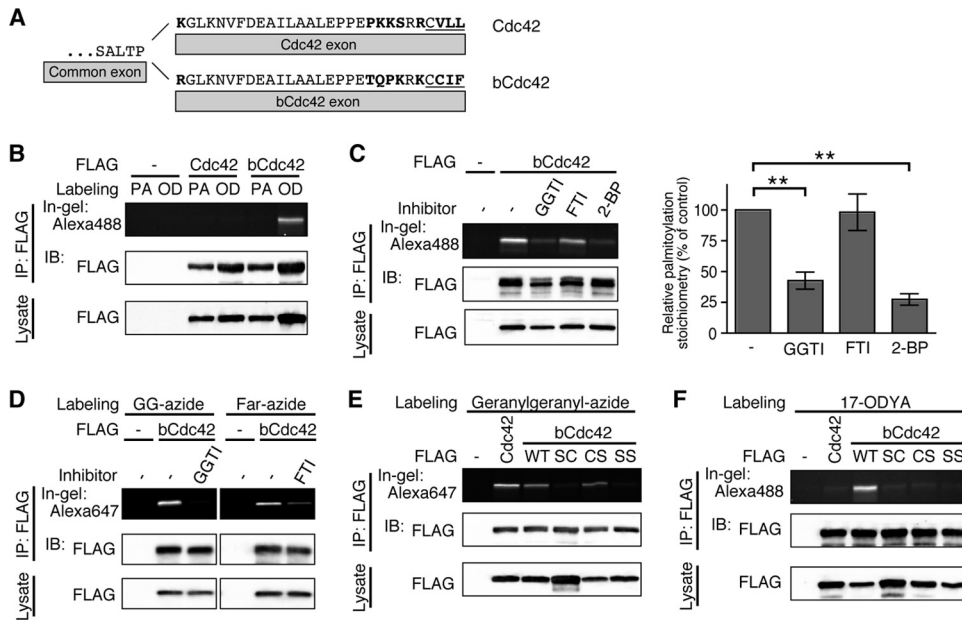 A
...SALTP
Common exon
KGLKNVFDEAILAALEPPEPKKSRRCVLL
Cdc42 exon
Cdc42
RGLKNVFDEAILAALEPPETQPKRKCCIF
bCdc42 exon
bCdc42
B
FLAG - Cdc42 bCdc42
Labeling PA OD PA OD PA OD
In-gel:
Alexa488
IP: FLAG
IB: FLAG
Lysate
FLAG
C
FLAG - bCdc42
Inhibitor - - GGTI FTI 2-BP
In-gel:
Alexa488
IP: FLAG
IB: FLAG
Lysate
FLAG
Relative palmitoylation
stoichiometry (% of control)
100
75
50
25
0
**
**
- GGTI FTI 2-BP
D
Labeling GG-azide Far-azide
FLAG - bCdc42 - bCdc42
Inhibitor - - GGTI - - FTI
In-gel:
Alexa647
IP: FLAG
IB: FLAG
Lysate
FLAG
E
Labeling Geranylgeranyl-azide
bCdc42
FLAG - Cdc42 WT SC CS SS
In-gel:
Alexa647
IP: FLAG
IB: FLAG
Lysate
FLAG
F
Labeling 17-ODYA
bCdc42
FLAG - Cdc42 WT SC CS SS
In-gel:
Alexa488
IP: FLAG
IB: FLAG
Lysate
FLAG